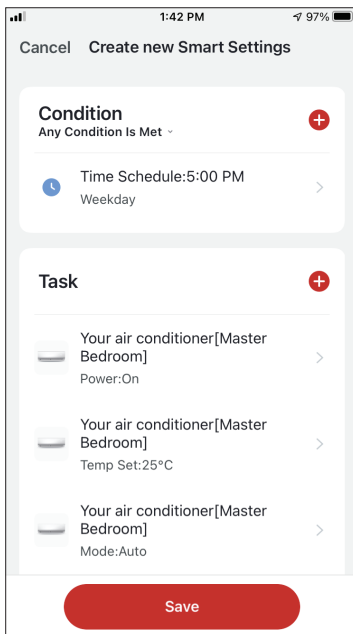 1:42 PM
97%
Cancel Create new Smart Settings
Condition
Any Condition Is Met
Time Schedule:5:00 PM
Weekday
Task
Your air conditioner[Master
Bedroom]
Power:On
Your air conditioner[Master
Bedroom]
Temp Set:25°C
Your air conditioner[Master
Bedroom]
Mode:Auto
Save